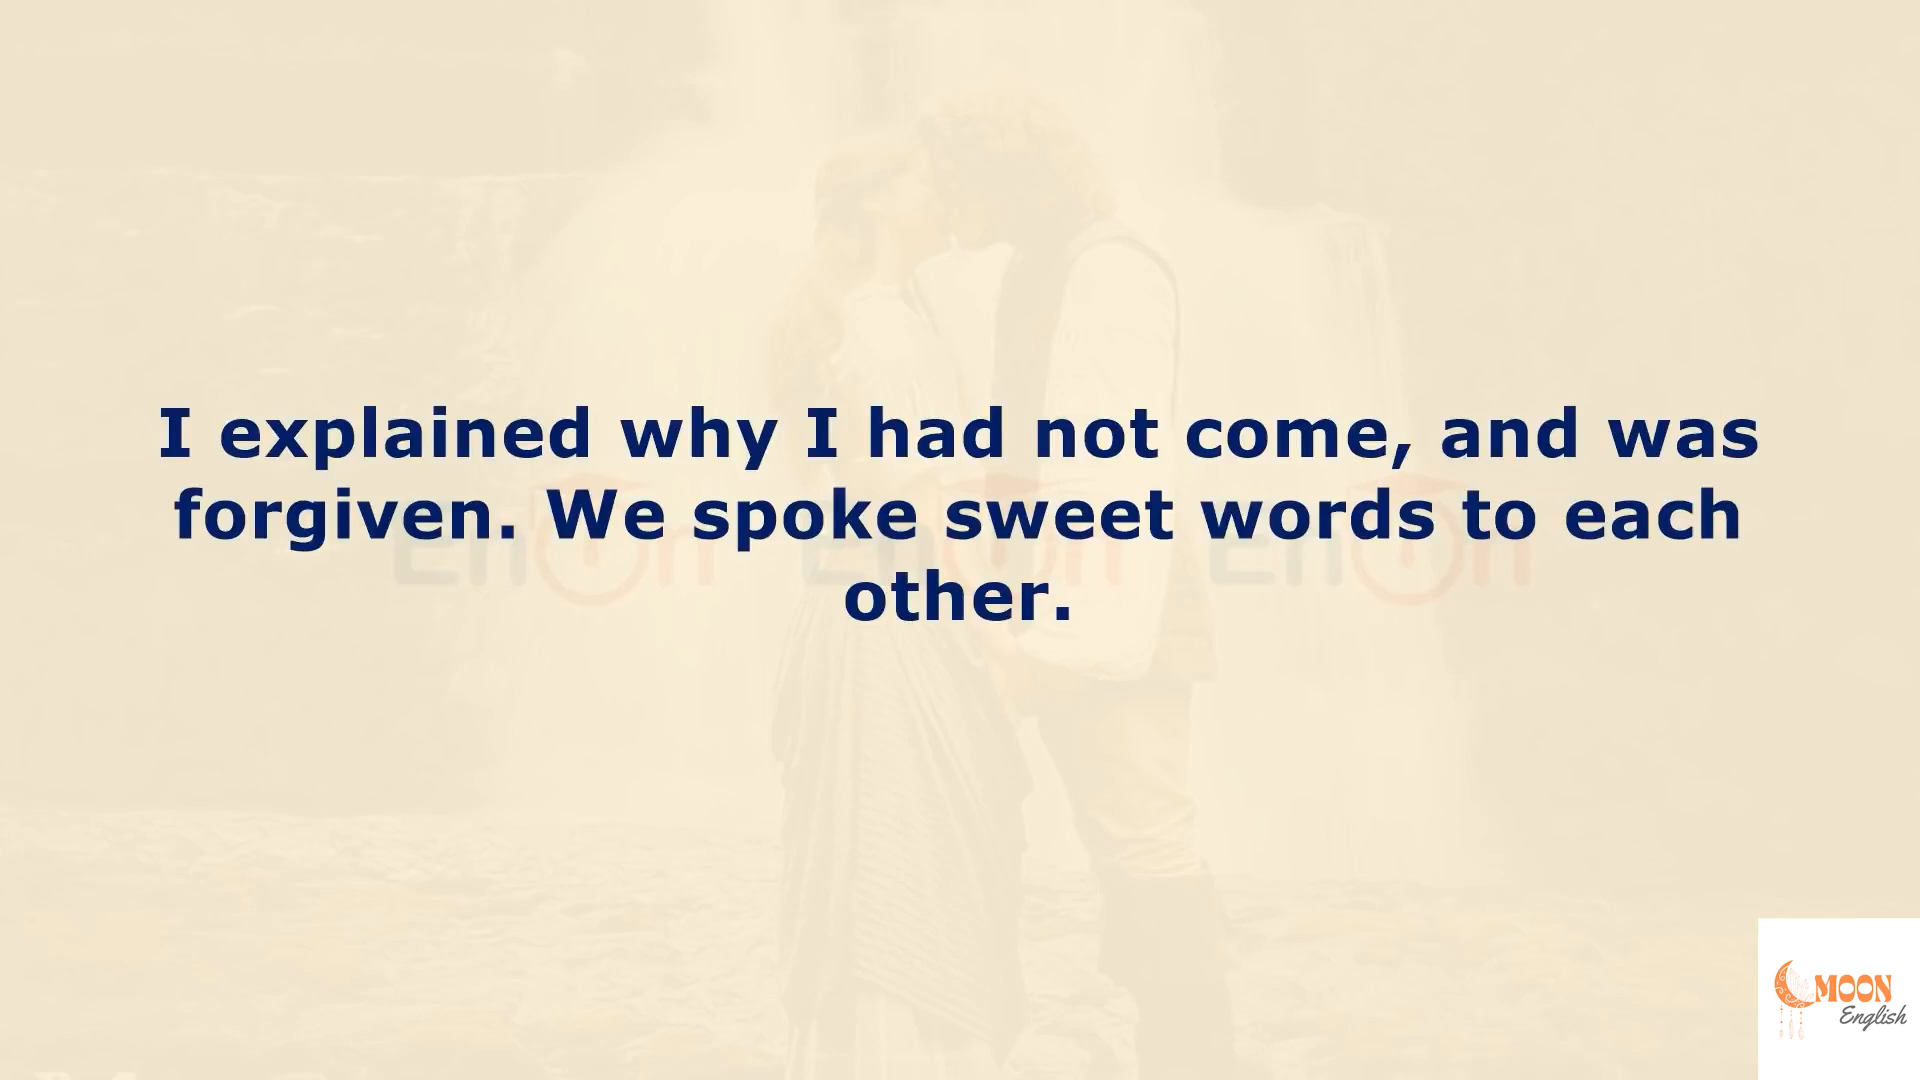 I explained why I had not come, and was
forgiven. We spoke sweet words to each
other.
MOON
English